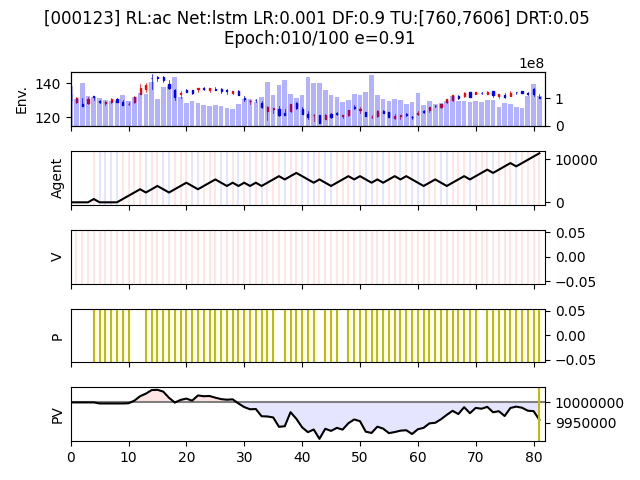 [000123] RL:ac Net:lstm LR:0.001 DF:0.9 TU:[760,7606] DRT:0.05
Epoch:010/100 e=0.91
1e8
Env.
140
120
1
0
Agent
10000
0
V
0.05
0.00
−0.05
P
0.05
0.00
−0.05
PV
10000000
9950000
0 10 20 30 40 50 60 70 80